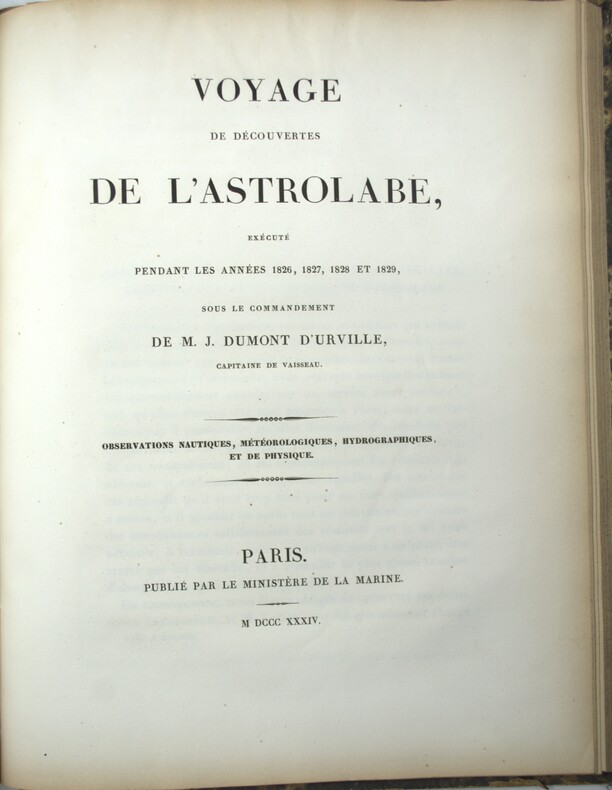 VOYAGE
DE DÉCOUVERTES
DE L'ASTROLABE,
EXÉCUTÉ
PENDANT LES ANNÉES 1826, 1827, 1828 ET 1829,
SOUS LE COMMANDEMENT
DE M. J. DUMONT D'URVILLE,
CAPITAINE DE VAISSEAU.
OBSERVATIONS NAUTIQUES, MÉTÉOROLOGIQUES, HYDROGRAPHIQUES,
ET DE PHYSIQUE.
PARIS.
PUBLIÉ PAR LE MINISTÈRE DE LA MARINE.
M DCCC XXXIV.